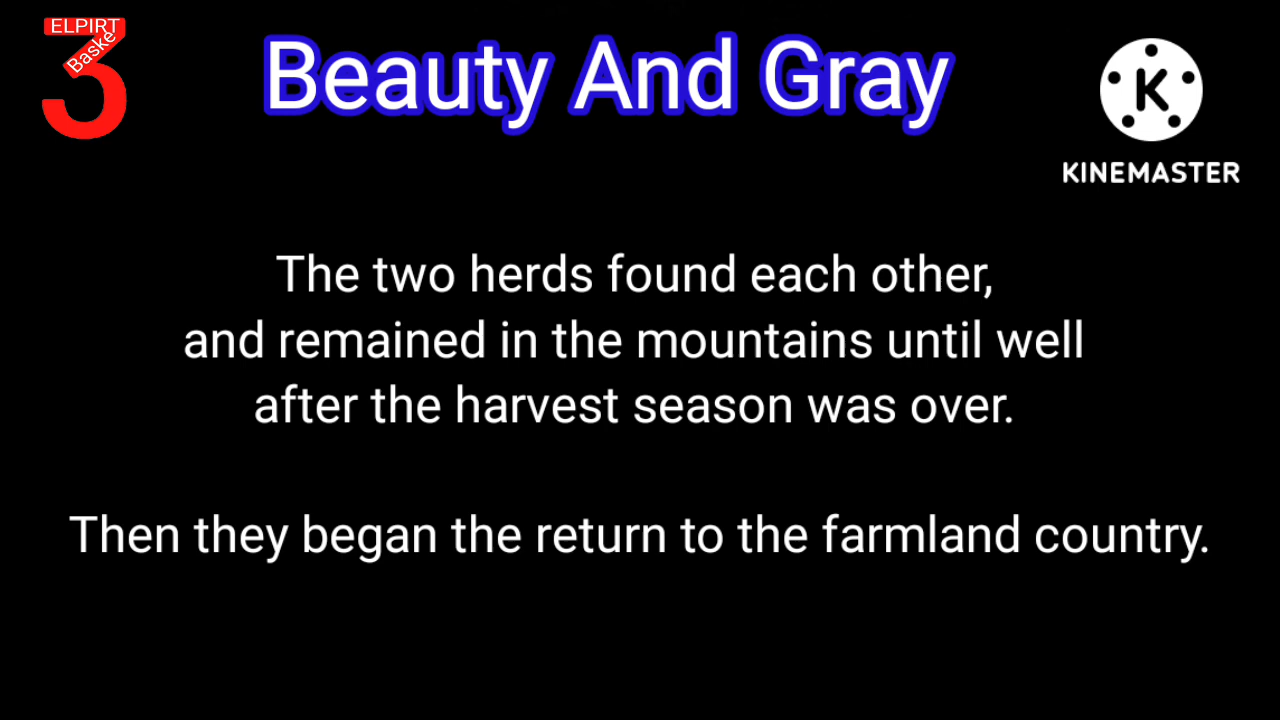 ELPIRT
Baske
Beauty And Gray
K
KINEMASTER
The two herds found each other,
and remained in the mountains until well
after the harvest season was over.
Then they began the return to the farmland country.